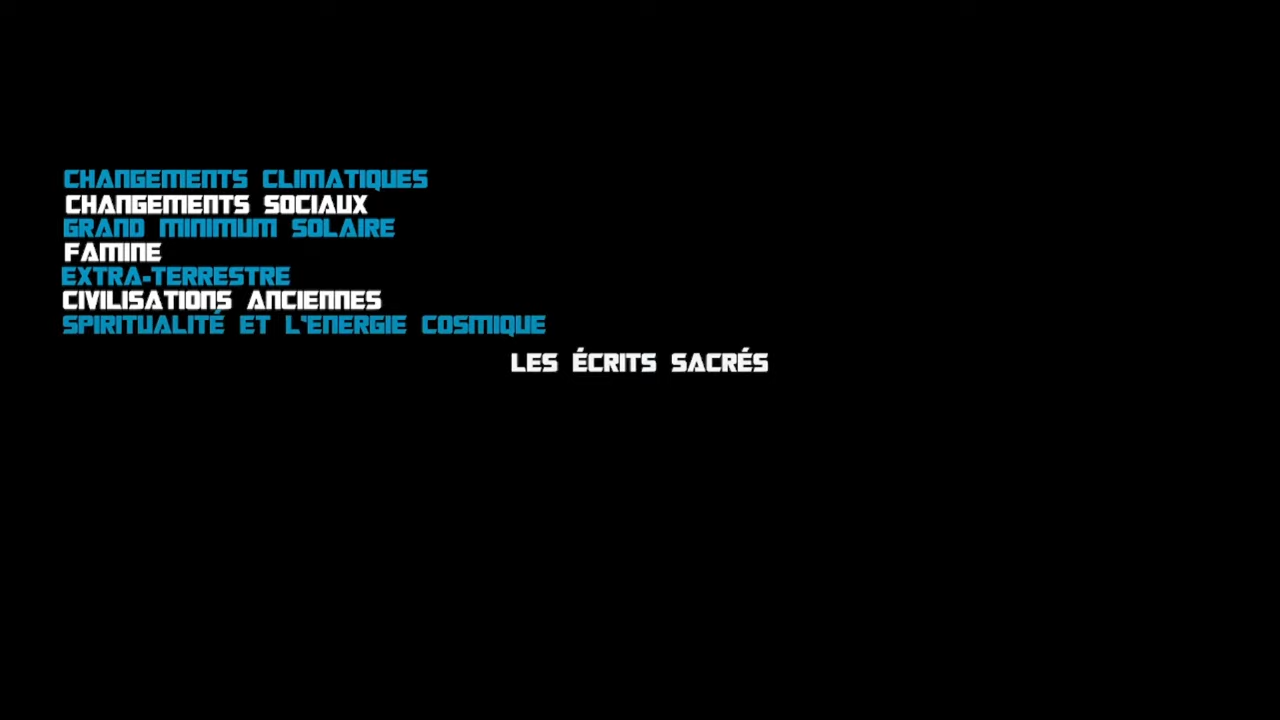 CHANGEMENTS CLIMATIQUES
CHANGEMENTS SOCIAUX
GRAND MINIMUM SOLAIRE
FAMINE
EXTRA-TERRESTRE
CIVILISATIONS ANCIENNES
SPIRITUALITÉ ET L'ENERGIE COSMIQUE
LES ÉCRITS SACRÉS